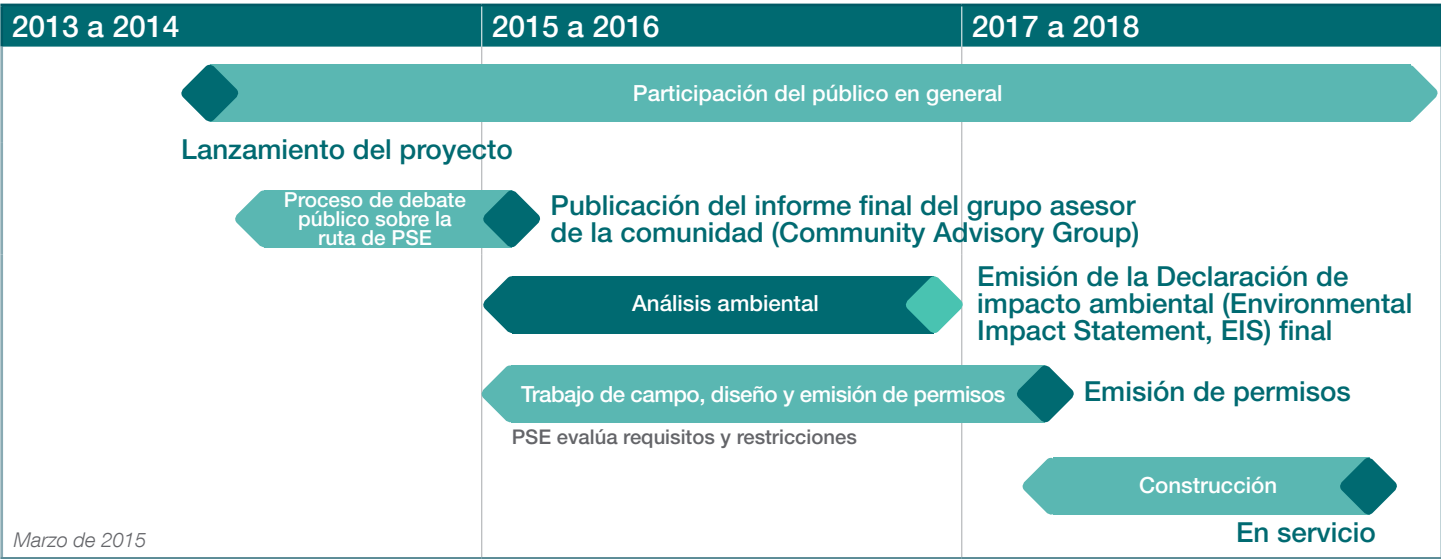 2013 a 2014
2015 a 2016
2017 a 2018
Participación del público en general
Lanzamiento del proyecto
Proceso de debate
público sobre la
ruta de PSE
Publicación del informe final del grupo asesor
de la comunidad (Community Advisory Group)
Análisis ambiental
Emisión de la Declaración de
impacto ambiental (Environmental
Impact Statement, EIS) final
Trabajo de campo, diseño y emisión de permisos
Emisión de permisos
PSE evalúa requisitos y restricciones
Construcción
En servicio
Marzo de 2015